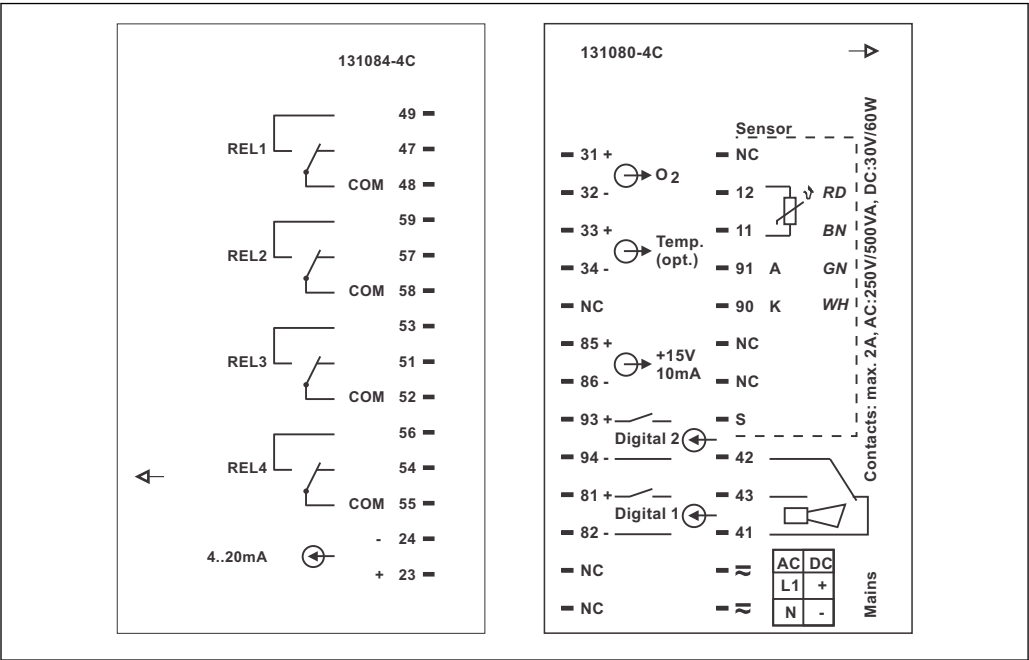 131084-4C
49
REL1 47
COM 48
59
REL2 57
COM 58
53
REL3 51
COM 52
56
REL4 54
COM 55
- 24
4..20mA
+ 23
131080-4C
Sensor
31 + NC
O2
32 - 12 RD
33 + 11 BN
Temp.
(opt.)
34 - 91 A GN
NC 90 K WH
85 + NC
+15V
10mA
86 - NC
93 + S
Digital 2
94 - 42
81 + 43
Digital 1
82 - 41
NC AC DC
L1 +
NC N -
Contacts: max. 2A, AC:250V/500VA, DC:30V/60W
Mains